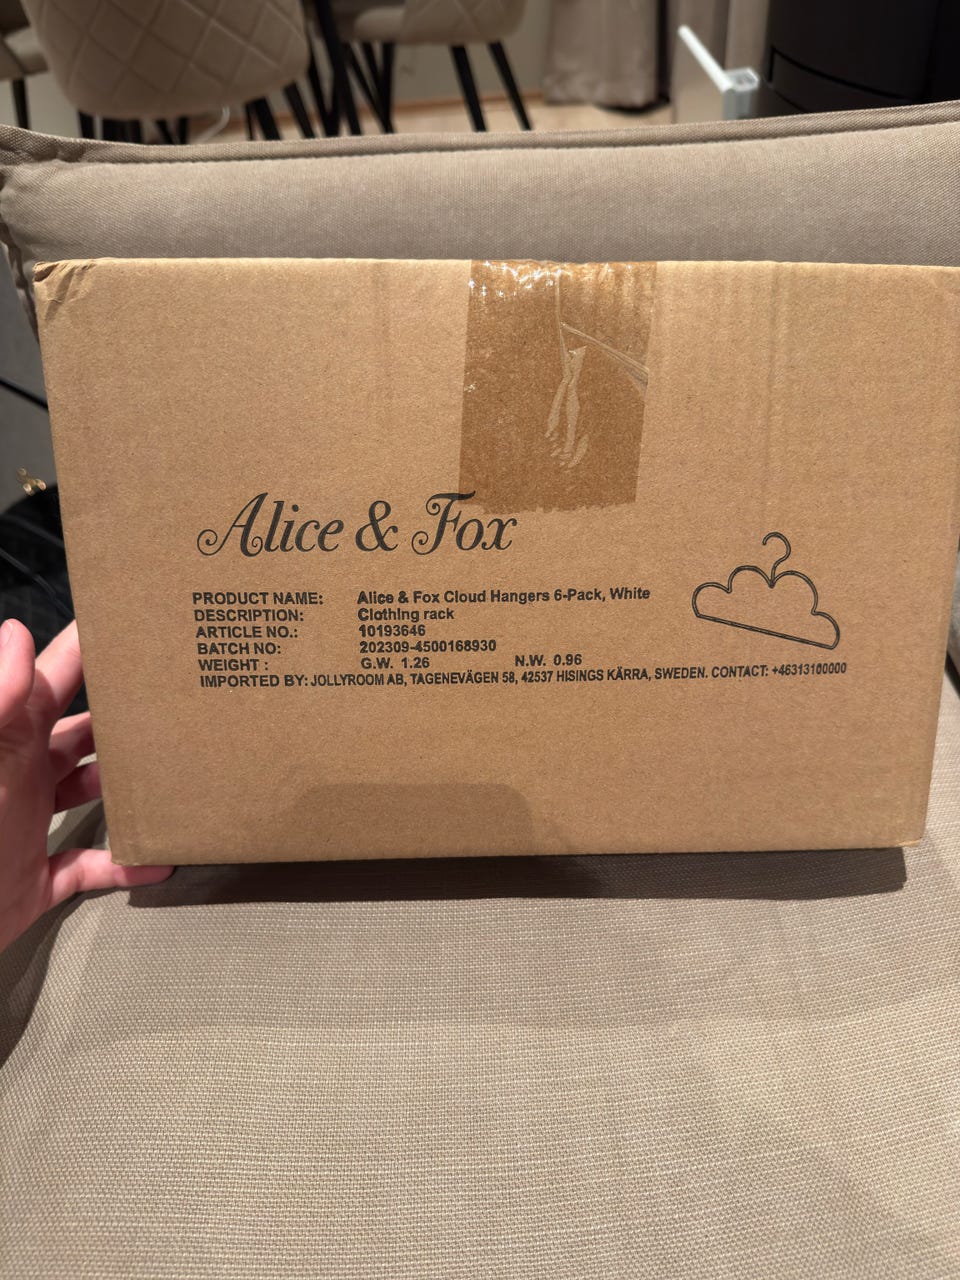 Alice & Fox
PRODUCT NAME: Alice & Fox Cloud Hangers 6-Pack, White
DESCRIPTION: Clothing rack
ARTICLE NO.: 10193646
BATCH NO: 202309-4500168930
WEIGHT : G.W. 1.26 N.W. 0.96
IMPORTED BY: JOLLYROOM AB, TAGENEVÄGEN 58, 42537 HISINGS KÄRRA, SWEDEN. CONTACT: +46313100000